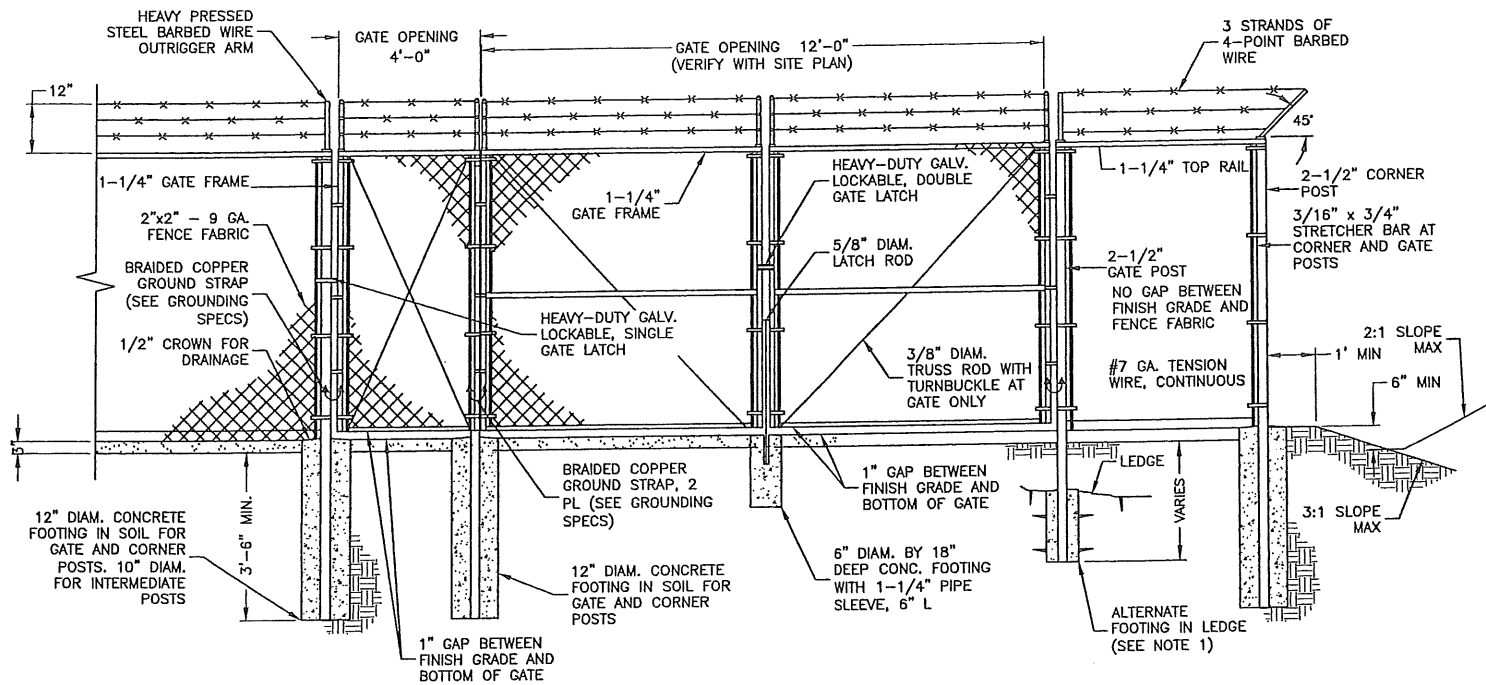 HEAVY PRESSED
STEEL BARBED WIRE
OUTRIGGER ARM
GATE OPENING
4'-0"
GATE OPENING 12'-0"
(VERIFY WITH SITE PLAN)
3 STRANDS OF
4-POINT BARBED
WIRE
12"
45°
1-1/4" GATE FRAME
2"x2" - 9 GA.
FENCE FABRIC
BRAIDED COPPER
GROUND STRAP
(SEE GROUNDING
SPECS)
1/2" CROWN FOR
DRAINAGE
1-1/4"
GATE FRAME
HEAVY-DUTY GALV.
LOCKABLE, DOUBLE
GATE LATCH
5/8" DIAM.
LATCH ROD
HEAVY-DUTY GALV.
LOCKABLE, SINGLE
GATE LATCH
3/8" DIAM.
TRUSS ROD WITH
TURNBUCKLE AT
GATE ONLY
1-1/4" TOP RAIL
2-1/2" CORNER
POST
3/16" x 3/4"
STRETCHER BAR AT
CORNER AND GATE
POSTS
2-1/2"
GATE POST
NO GAP BETWEEN
FINISH GRADE AND
FENCE FABRIC
#7 GA. TENSION
WIRE, CONTINUOUS
2:1 SLOPE
MAX
1' MIN
6" MIN
3:1 SLOPE
MAX
3"
3'-6" MIN.
12" DIAM. CONCRETE
FOOTING IN SOIL FOR
GATE AND CORNER
POSTS. 10" DIAM.
FOR INTERMEDIATE
POSTS
1" GAP BETWEEN
FINISH GRADE AND
BOTTOM OF GATE
BRAIDED COPPER
GROUND STRAP, 2
PL (SEE GROUNDING
SPECS)
12" DIAM. CONCRETE
FOOTING IN SOIL FOR
GATE AND CORNER
POSTS
1" GAP BETWEEN
FINISH GRADE AND
BOTTOM OF GATE
6" DIAM. BY 18"
DEEP CONC. FOOTING
WITH 1-1/4" PIPE
SLEEVE, 6" L
LEDGE
VARIES
ALTERNATE
FOOTING IN LEDGE
(SEE NOTE 1)